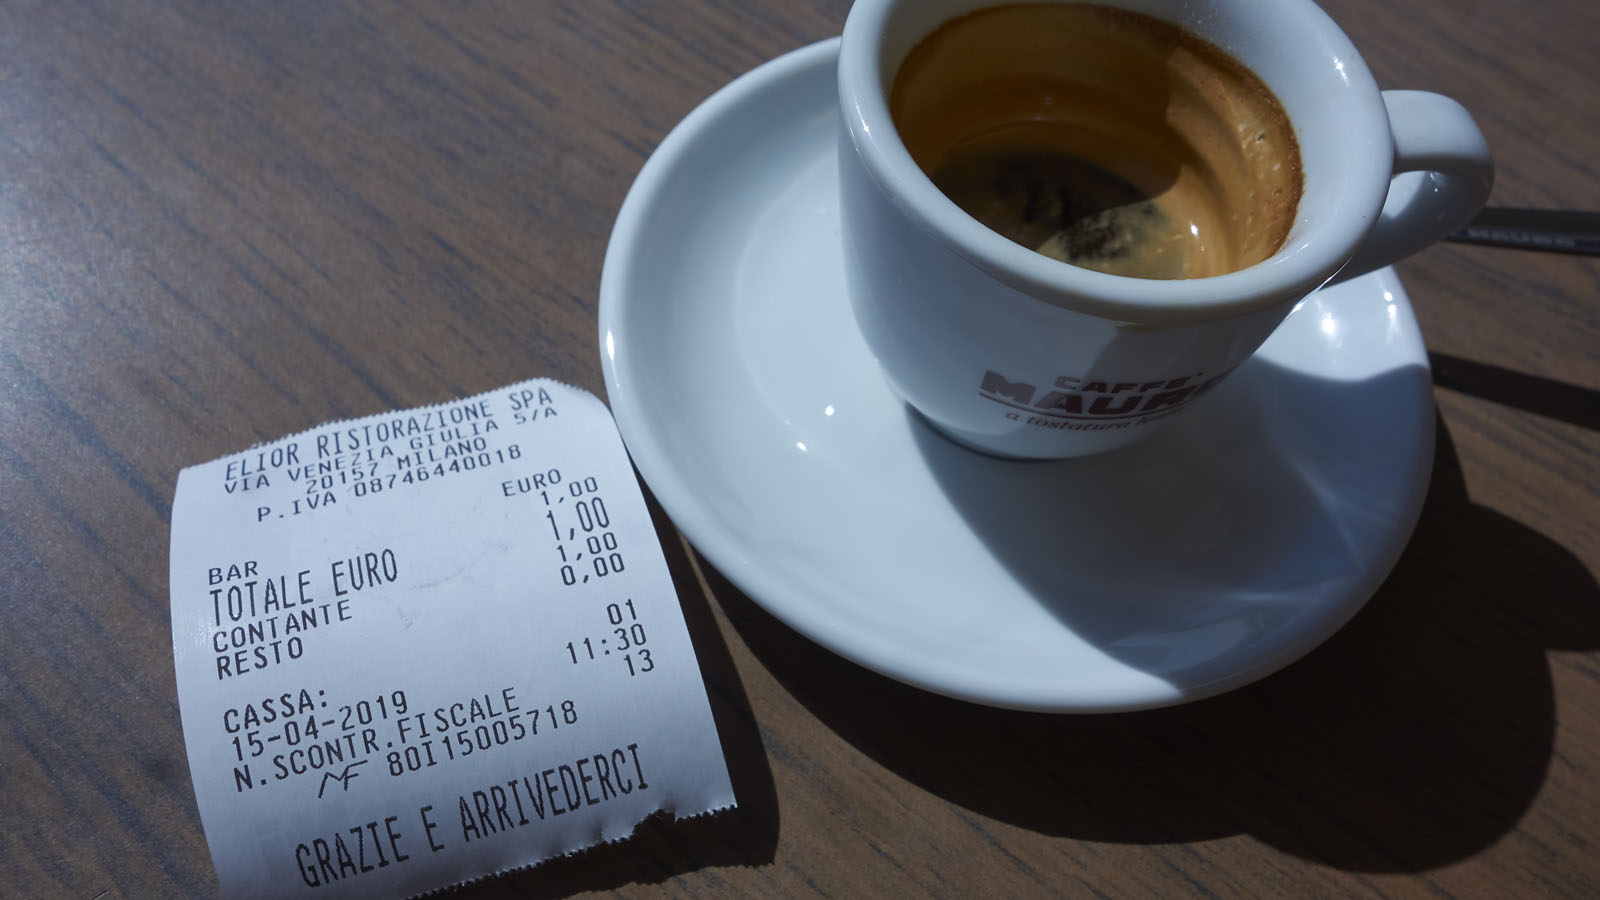 ELIOR RISTORAZIONE SPA
VIA VENEZIA GIULIA 5/A
20157 MILANO
P.IVA 08746440018
EURO
BAR 1,00
TOTALE EURO 1,00
CONTANTE 1,00
RESTO 0,00
CASSA: 01
15-04-2019 11:30
N.SCONTR.FISCALE 13
MF 80I15005718
GRAZIE E ARRIVEDERCI
CAFFE'
MAURO
a tostatura